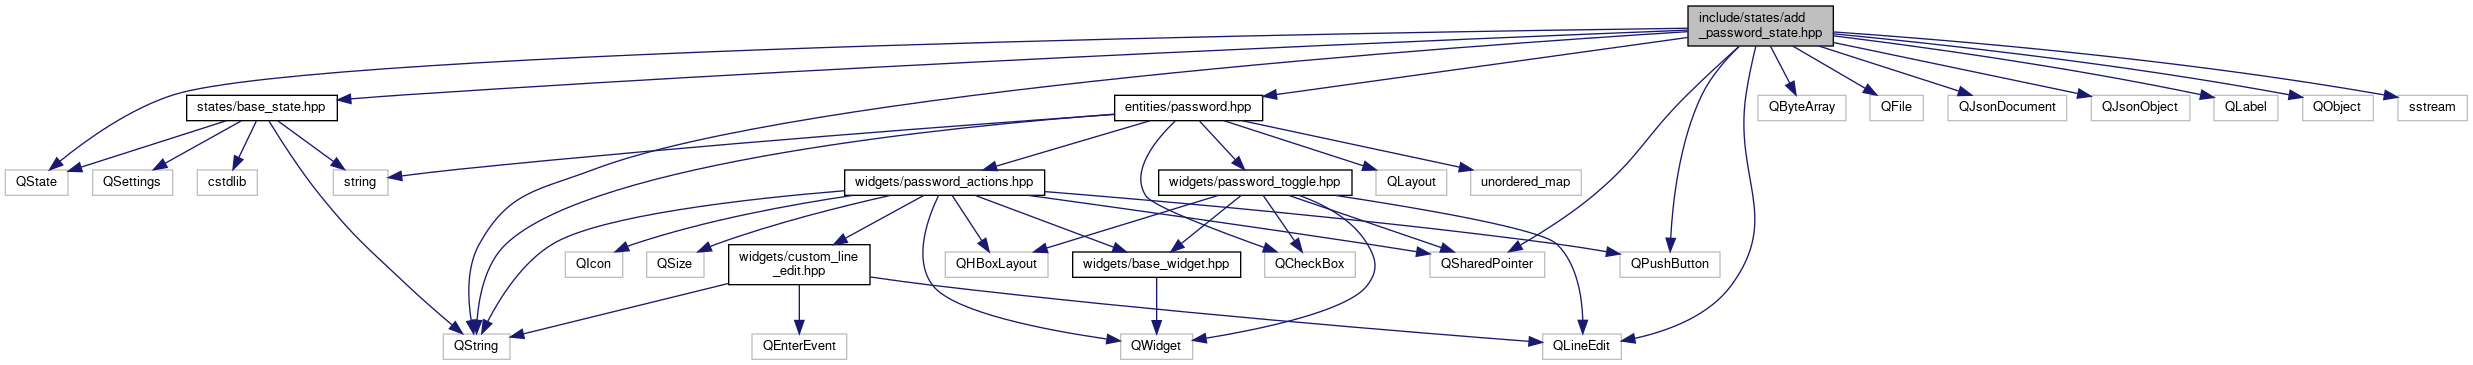 include/states/add
_password_state.hpp
states/base_state.hpp
entities/password.hpp
QByteArray
QFile
QJsonDocument
QJsonObject
QLabel
QObject
sstream
QState
QSettings
cstdlib
string
widgets/password_actions.hpp
widgets/password_toggle.hpp
QLayout
unordered_map
QIcon
QSize
widgets/custom_line
_edit.hpp
QHBoxLayout
widgets/base_widget.hpp
QCheckBox
QSharedPointer
QPushButton
QString
QEnterEvent
QWidget
QLineEdit